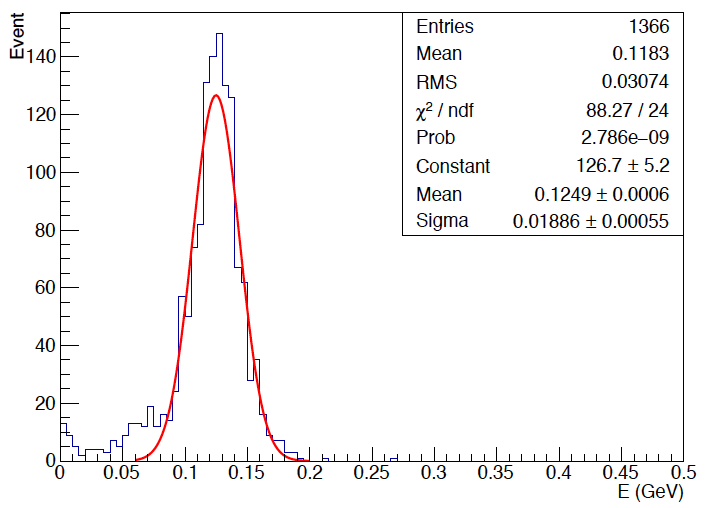 Event
Entries 1366
Mean 0.1183
RMS 0.03074
χ² / ndf 88.27 / 24
Prob 2.786e−09
Constant 126.7 ± 5.2
Mean 0.1249 ± 0.0006
Sigma 0.01886 ± 0.00055
140
120
100
80
60
40
20
0
0 0.05 0.1 0.15 0.2 0.25 0.3 0.35 0.4 0.45 0.5
E (GeV)